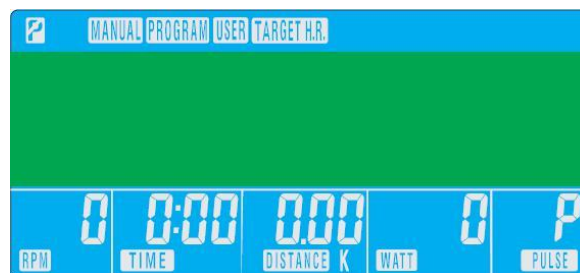 P MANUAL PROGRAM USER TARGET H.R.
0 0:00 0.00 0 P
RPM TIME DISTANCE K WATT PULSE